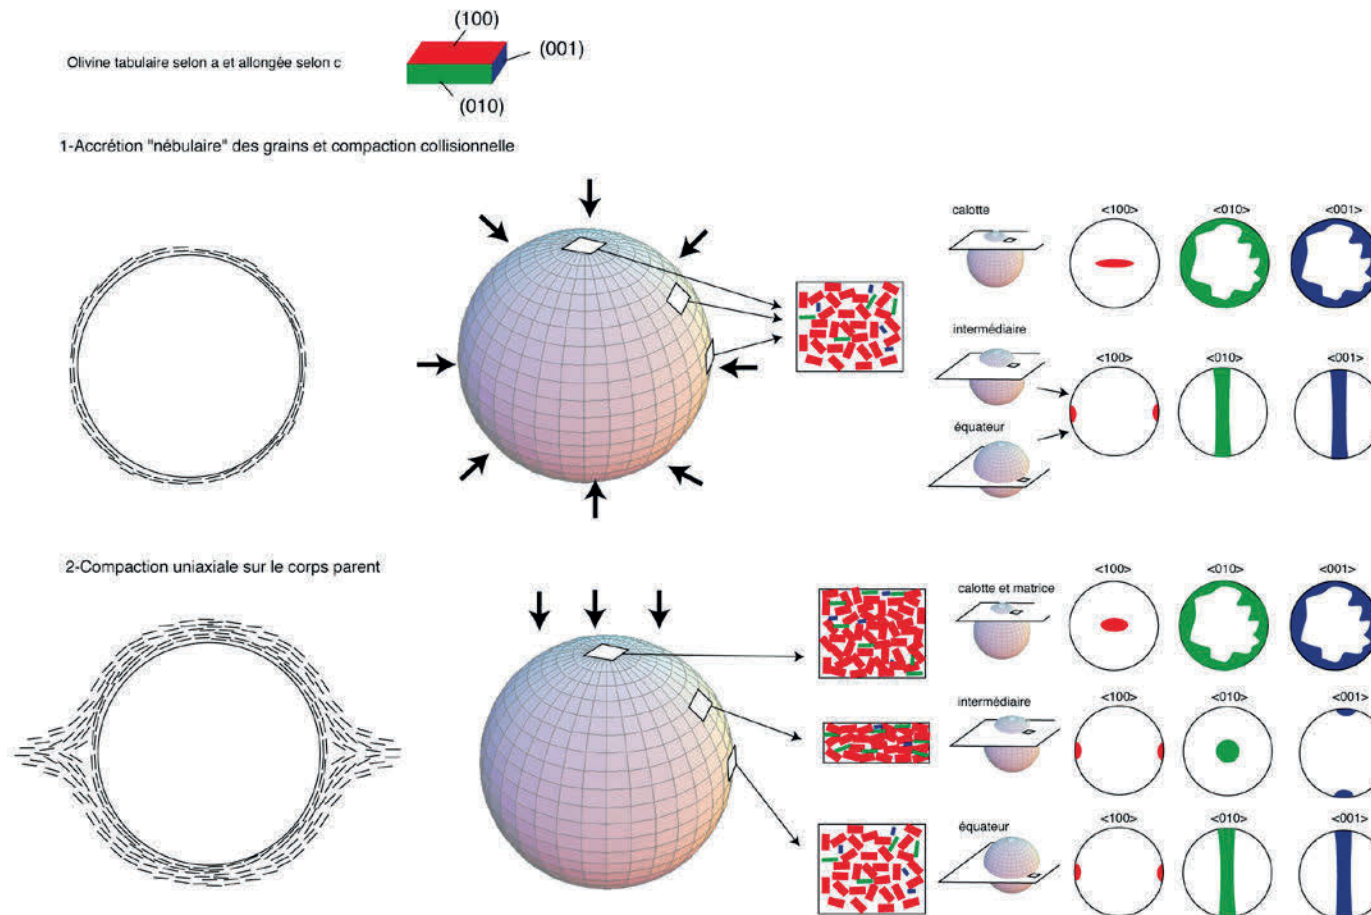 (100)
Olivine tabulaire selon a et allongée selon c
(001)
(010)
1-Accrétion "nébulaire" des grains et compaction collisionnelle
calotte
<100>
<010>
<001>
intermédiaire
<100>
<010>
<001>
équateur
2-Compaction uniaxiale sur le corps parent
calotte et matrice
<100>
<010>
<001>
intermédiaire
<100>
<010>
<001>
équateur
<100>
<010>
<001>